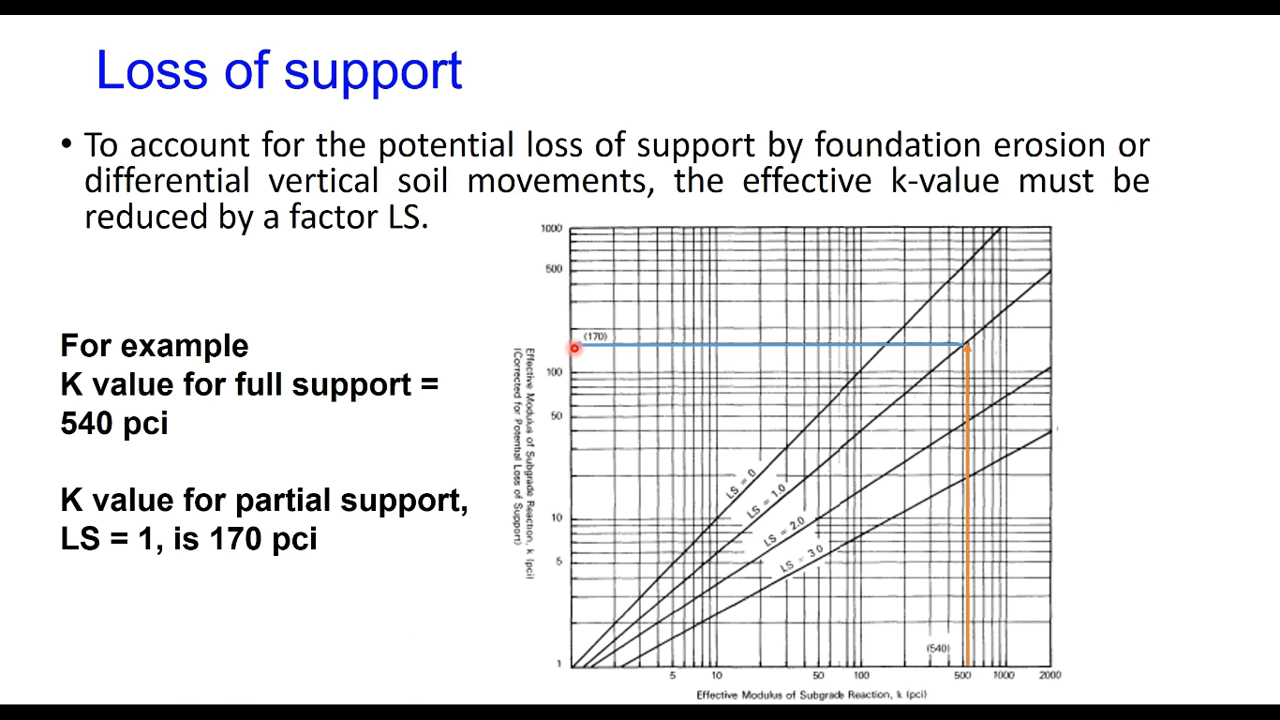 Loss of support
• To account for the potential loss of support by foundation erosion or
differential vertical soil movements, the effective k-value must be
reduced by a factor LS.
For example
K value for full support =
540 pci
K value for partial support,
LS = 1, is 170 pci
1000
500
(170)
100
50
10
5
1
Effective Modulus of Subgrade Reaction, k (pci)
(Corrected for Potential Loss of Support)
LS = 0
LS = 1.0
LS = 2.0
LS = 3.0
(540)
5
10
50
100
500
1000
2000
Effective Modulus of Subgrade Reaction, k (pci)